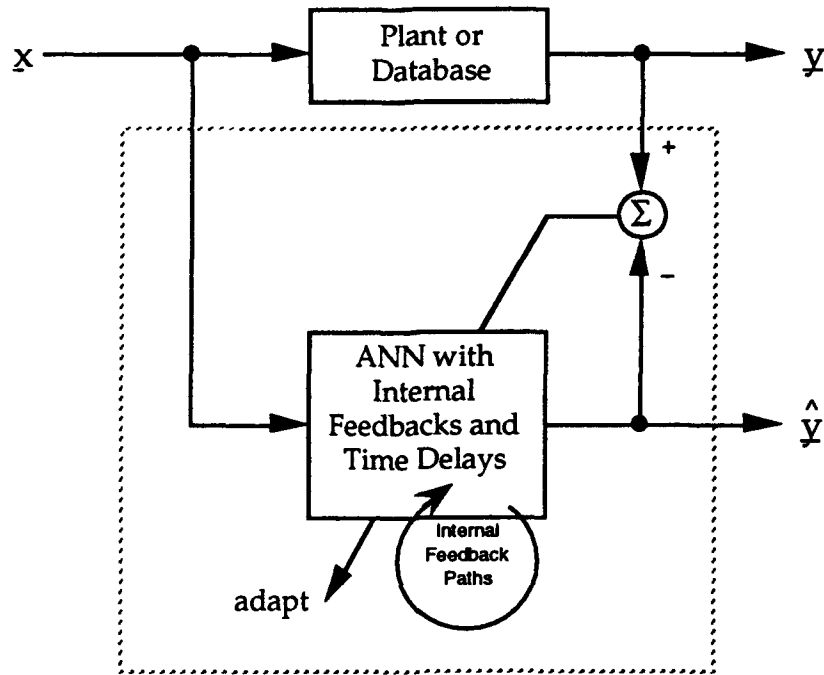 x
Plant or
Database
y
+
Σ
-
ANN with
Internal
Feedbacks and
Time Delays
ŷ
Internal
Feedback
Paths
adapt